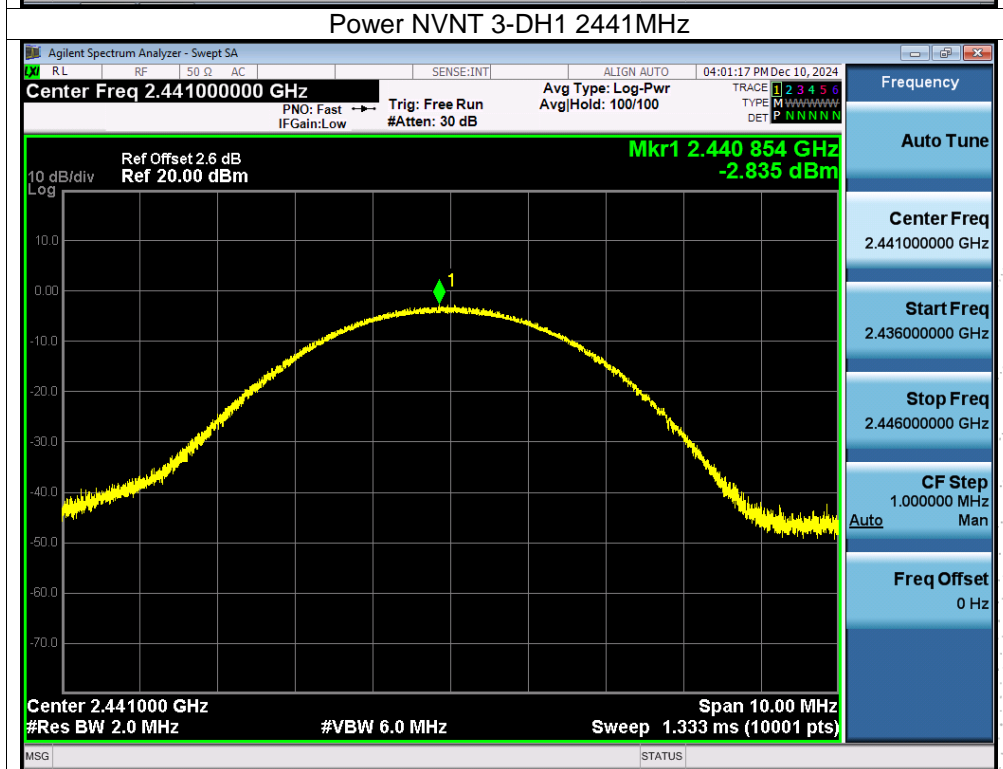 Power NVNT 3-DH1 2441MHz
Agilent Spectrum Analyzer - Swept SA
LXI RL RF 50 Ω AC SENSE:INT ALIGN AUTO 04:01:17 PM Dec 10, 2024
Center Freq 2.441000000 GHz
PNO: Fast
IFGain:Low
Trig: Free Run
#Atten: 30 dB
Avg Type: Log-Pwr
Avg|Hold: 100/100
TRACE 1 2 3 4 5 6
TYPE M WWWWW
DET P N N N N N
Frequency
Auto Tune
Center Freq
2.441000000 GHz
Start Freq
2.436000000 GHz
Stop Freq
2.446000000 GHz
CF Step
1.000000 MHz
Auto Man
Freq Offset
0 Hz
Mkr1 2.440 854 GHz
-2.835 dBm
Ref Offset 2.6 dB
10 dB/div Ref 20.00 dBm
Log
10.0
0.00
-10.0
-20.0
-30.0
-40.0
-50.0
-60.0
-70.0
1
Center 2.441000 GHz Span 10.00 MHz
#Res BW 2.0 MHz #VBW 6.0 MHz Sweep 1.333 ms (10001 pts)
MSG STATUS